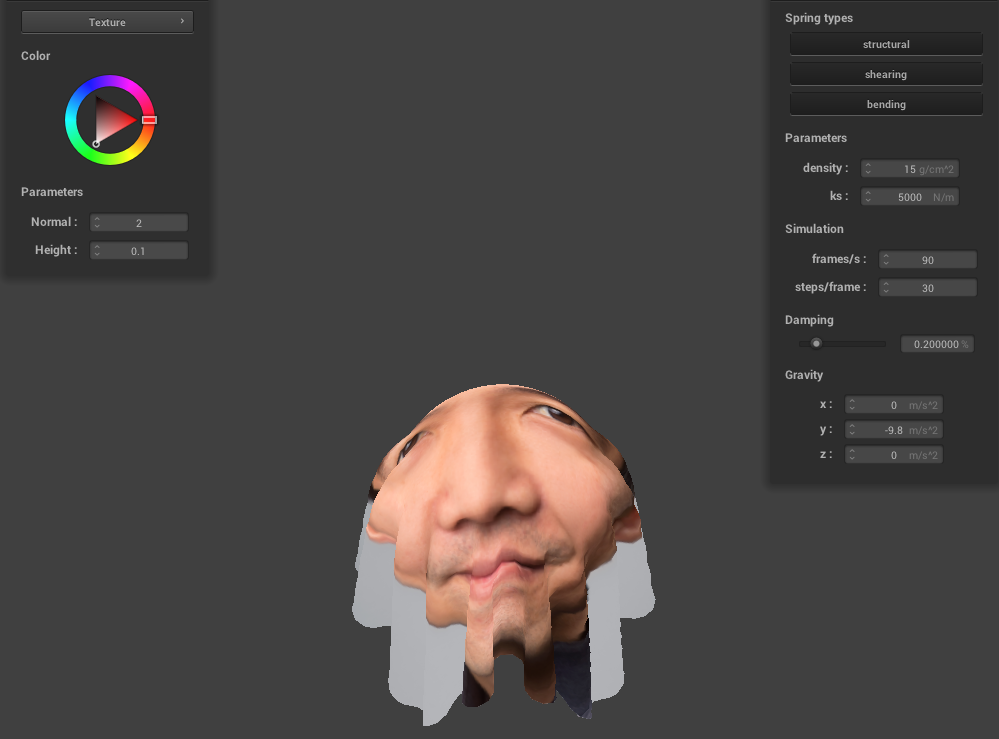 Texture
Color
Parameters
Normal : 2
Height : 0.1
Spring types
structural
shearing
bending
Parameters
density : 15 g/cm^2
ks : 5000 N/m
Simulation
frames/s : 90
steps/frame : 30
Damping
0.200000 %
Gravity
x : 0 m/s^2
y : -9.8 m/s^2
z : 0 m/s^2